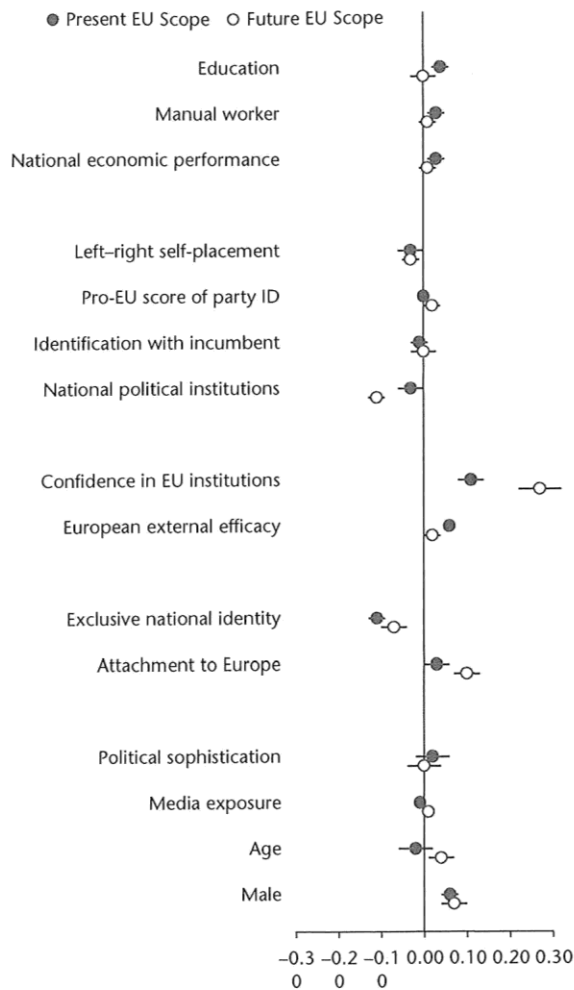 Present EU Scope Future EU Scope
Education
Manual worker
National economic performance
Left–right self-placement
Pro-EU score of party ID
Identification with incumbent
National political institutions
Confidence in EU institutions
European external efficacy
Exclusive national identity
Attachment to Europe
Political sophistication
Media exposure
Age
Male
–0.3 –0.2 –0.1 0.00 0.10 0.20 0.30
0 0 0